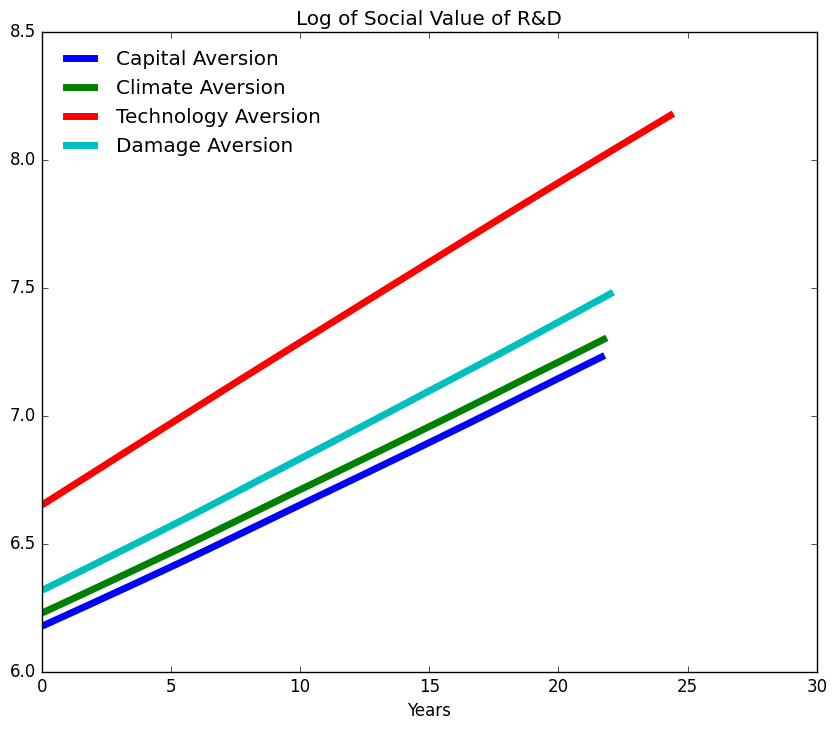 Log of Social Value of R&D
8.5
8.0
7.5
7.0
6.5
6.0
Capital Aversion
Climate Aversion
Technology Aversion
Damage Aversion
0
5
10
15
20
25
30
Years